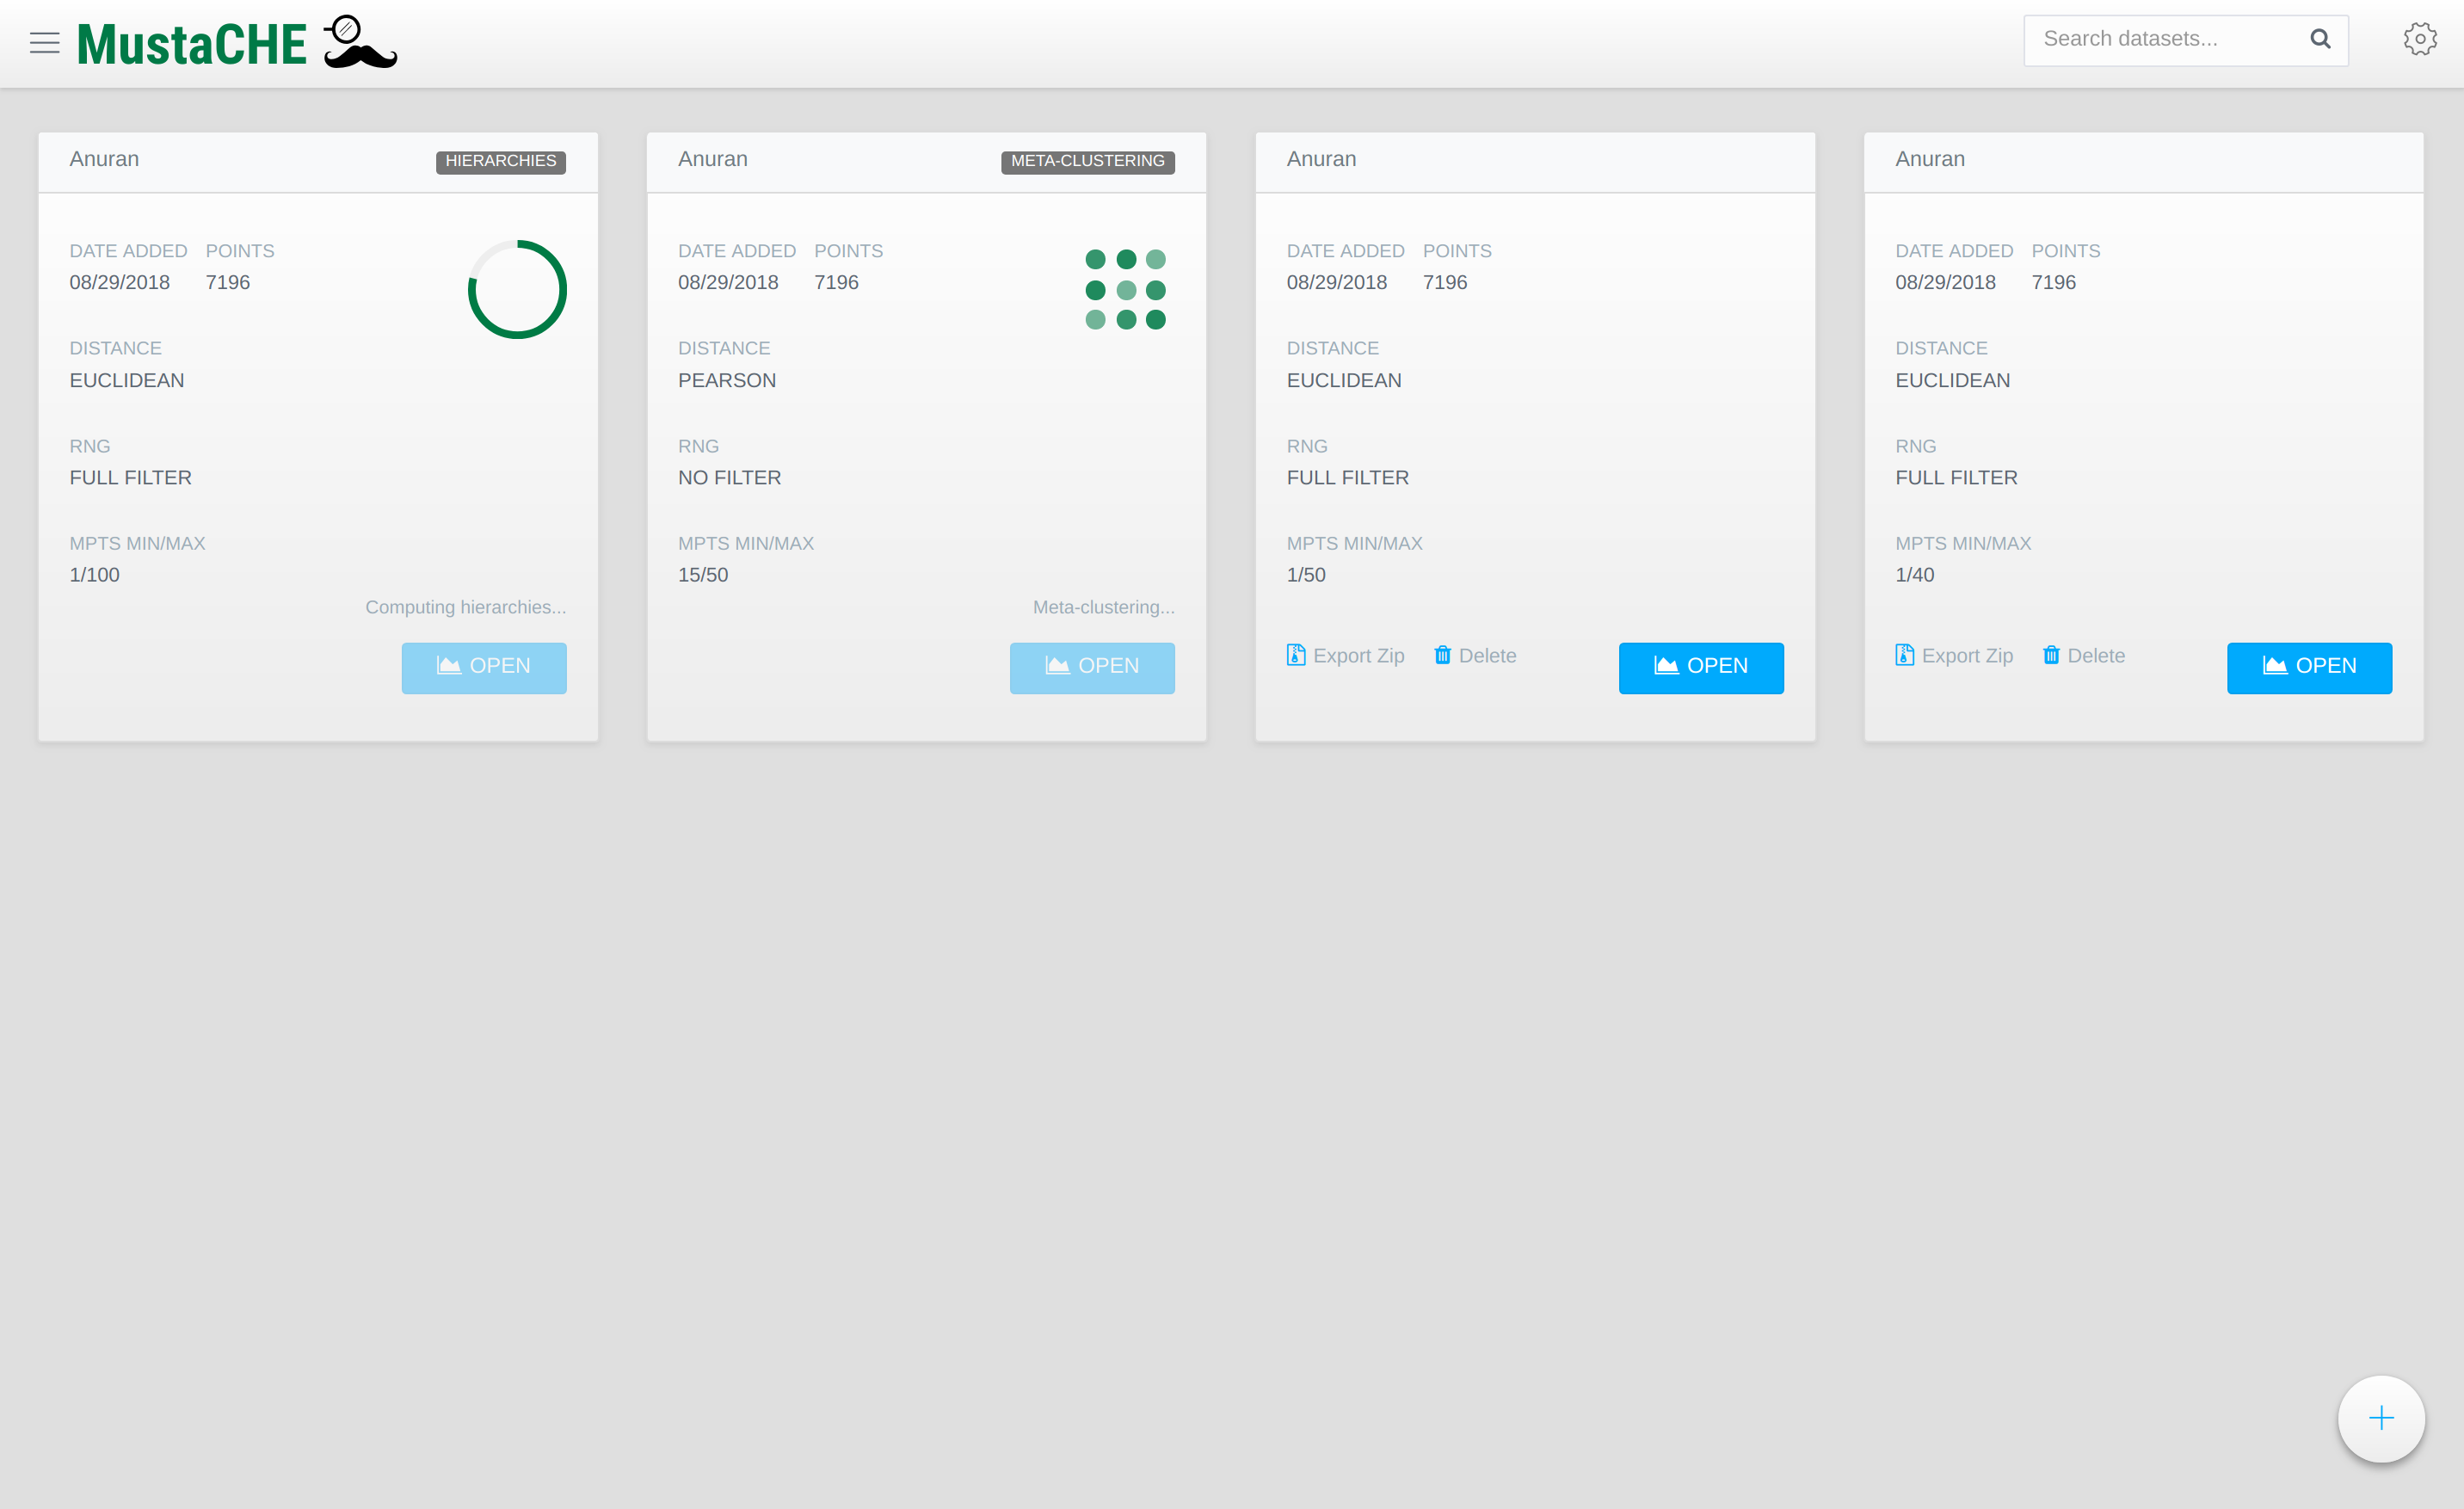 MustaCHE
Search datasets...
Anuran HIERARCHIES
DATE ADDED POINTS
08/29/2018 7196
DISTANCE
EUCLIDEAN
RNG
FULL FILTER
MPTS MIN/MAX
1/100
Computing hierarchies...
OPEN
Anuran META-CLUSTERING
DATE ADDED POINTS
08/29/2018 7196
DISTANCE
PEARSON
RNG
NO FILTER
MPTS MIN/MAX
15/50
Meta-clustering...
OPEN
Anuran
DATE ADDED POINTS
08/29/2018 7196
DISTANCE
EUCLIDEAN
RNG
FULL FILTER
MPTS MIN/MAX
1/50
Export Zip Delete OPEN
Anuran
DATE ADDED POINTS
08/29/2018 7196
DISTANCE
EUCLIDEAN
RNG
FULL FILTER
MPTS MIN/MAX
1/40
Export Zip Delete OPEN